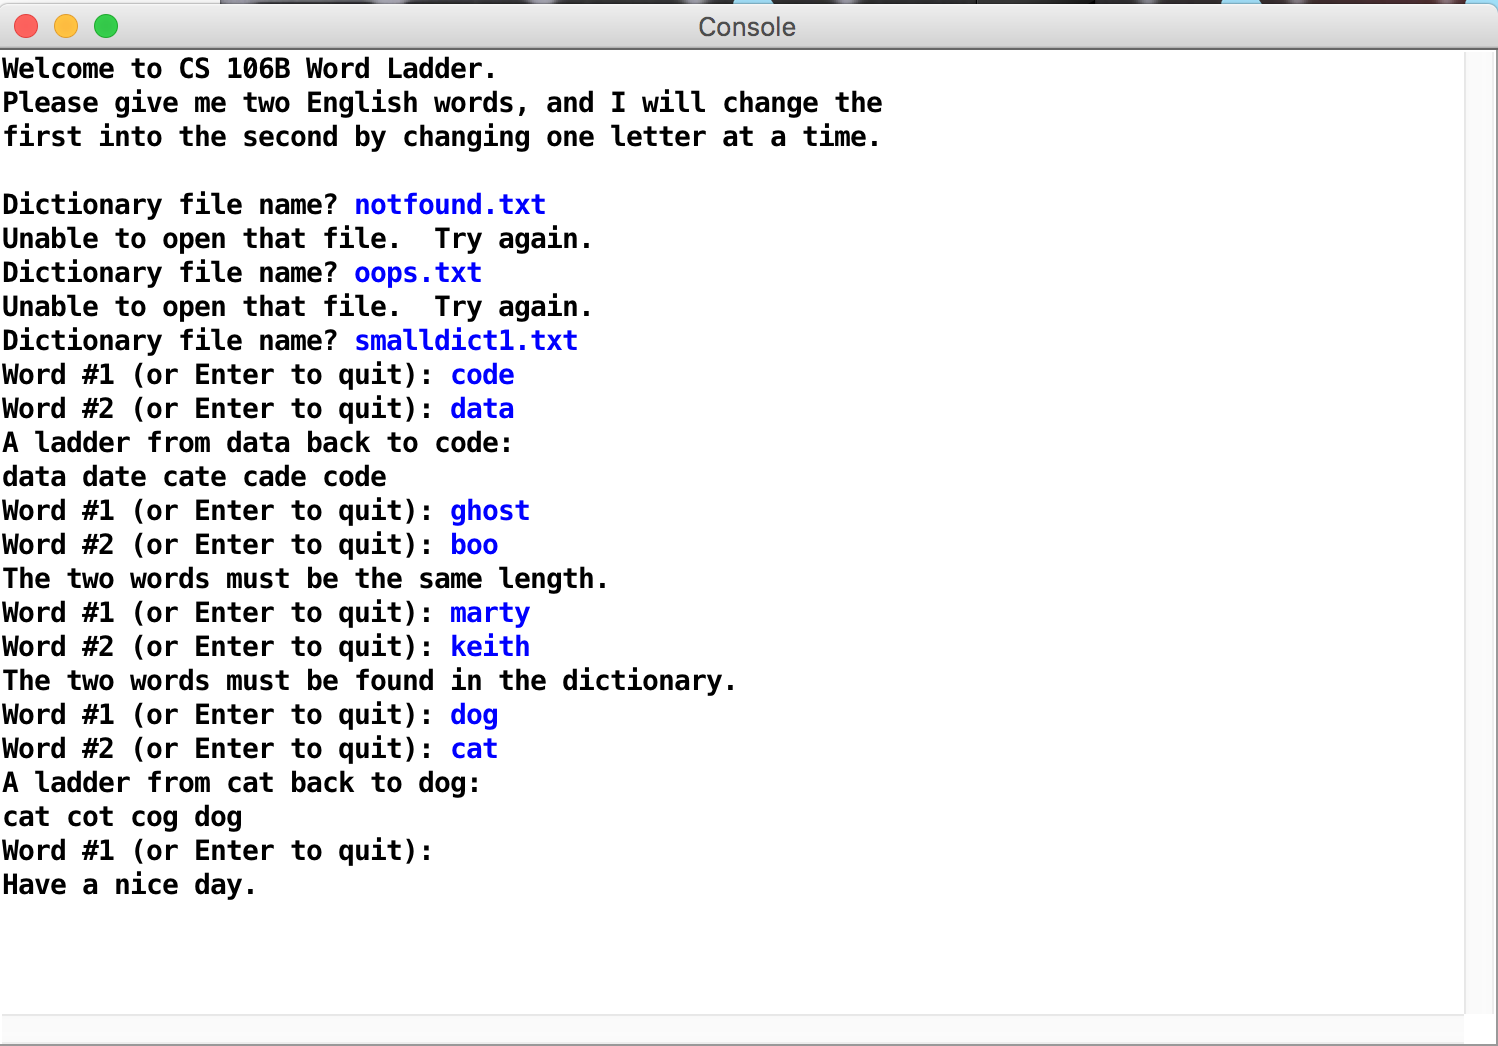 Console
Welcome to CS 106B Word Ladder.
Please give me two English words, and I will change the
first into the second by changing one letter at a time.

Dictionary file name? notfound.txt
Unable to open that file.  Try again.
Dictionary file name? oops.txt
Unable to open that file.  Try again.
Dictionary file name? smalldict1.txt
Word #1 (or Enter to quit): code
Word #2 (or Enter to quit): data
A ladder from data back to code:
data date cate cade code
Word #1 (or Enter to quit): ghost
Word #2 (or Enter to quit): boo
The two words must be the same length.
Word #1 (or Enter to quit): marty
Word #2 (or Enter to quit): keith
The two words must be found in the dictionary.
Word #1 (or Enter to quit): dog
Word #2 (or Enter to quit): cat
A ladder from cat back to dog:
cat cot cog dog
Word #1 (or Enter to quit):
Have a nice day.